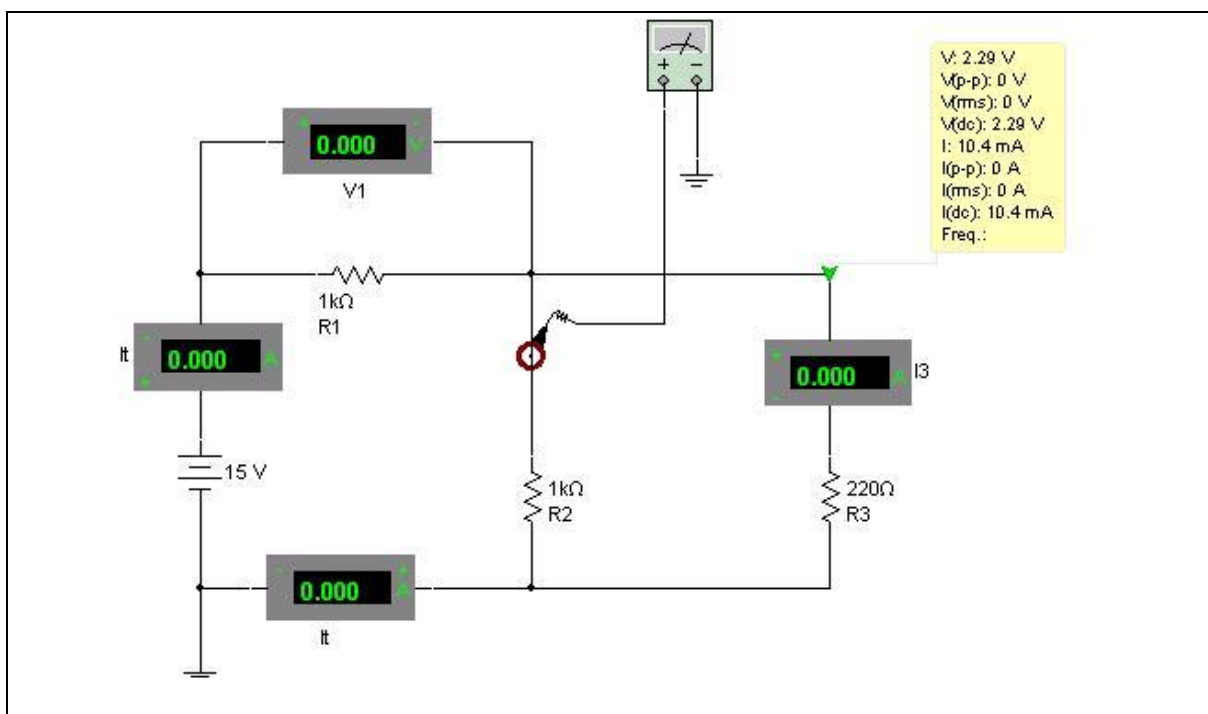 V: 2.29 V
V(p-p): 0 V
V(rms): 0 V
V(dc): 2.29 V
I: 10.4 mA
I(p-p): 0 A
I(rms): 0 A
I(dc): 10.4 mA
Freq.:
+ −
+ -
0.000 V
V1
1kΩ
R1
It
-
0.000 A
+
+
0.000 A
-
I3
15 V
1kΩ
R2
220Ω
R3
- +
0.000 A
It